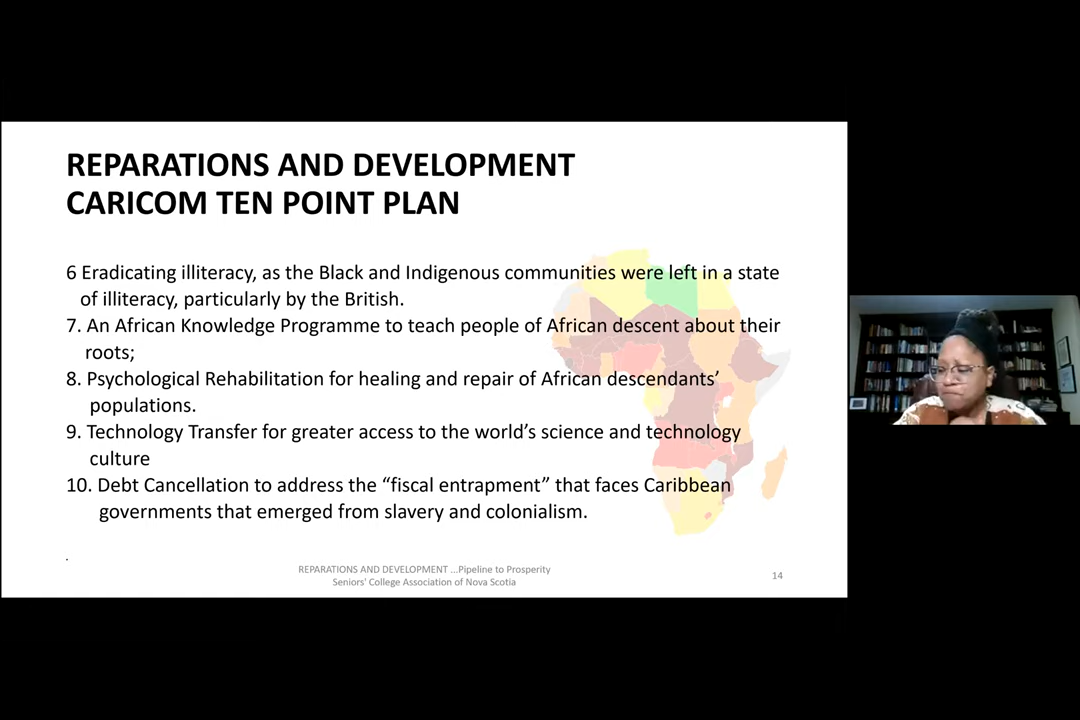 REPARATIONS AND DEVELOPMENT
CARICOM TEN POINT PLAN
6 Eradicating illiteracy, as the Black and Indigenous communities were left in a state
of illiteracy, particularly by the British.
7. An African Knowledge Programme to teach people of African descent about their
roots;
8. Psychological Rehabilitation for healing and repair of African descendants’
populations.
9. Technology Transfer for greater access to the world’s science and technology
culture
10. Debt Cancellation to address the “fiscal entrapment” that faces Caribbean
governments that emerged from slavery and colonialism.
.
REPARATIONS AND DEVELOPMENT ...Pipeline to Prosperity
Seniors' College Association of Nova Scotia
14